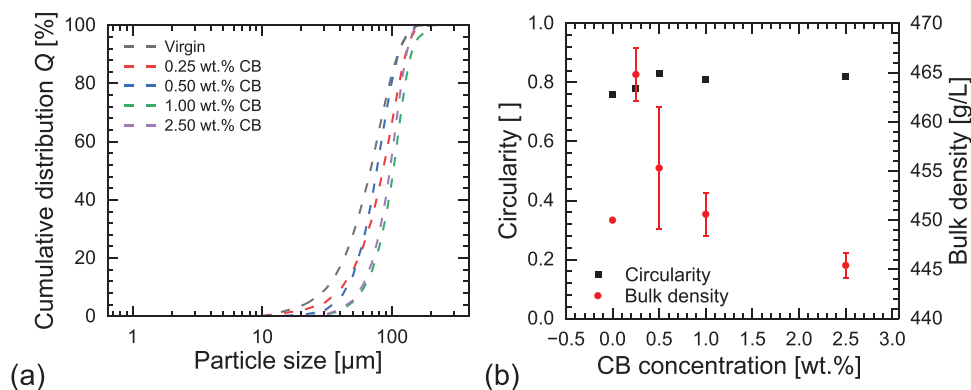 100
80
60
40
20
0
Cumulative distribution Q [%]
Virgin
0.25 wt.% CB
0.50 wt.% CB
1.00 wt.% CB
2.50 wt.% CB
1
10
100
Particle size [µm]
(a)
1.0
0.8
0.6
0.4
0.2
0.0
Circularity [ ]
Circularity
Bulk density
470
465
460
455
450
445
440
Bulk density [g/L]
−0.5 0.0 0.5 1.0 1.5 2.0 2.5 3.0
CB concentration [wt.%]
(b)